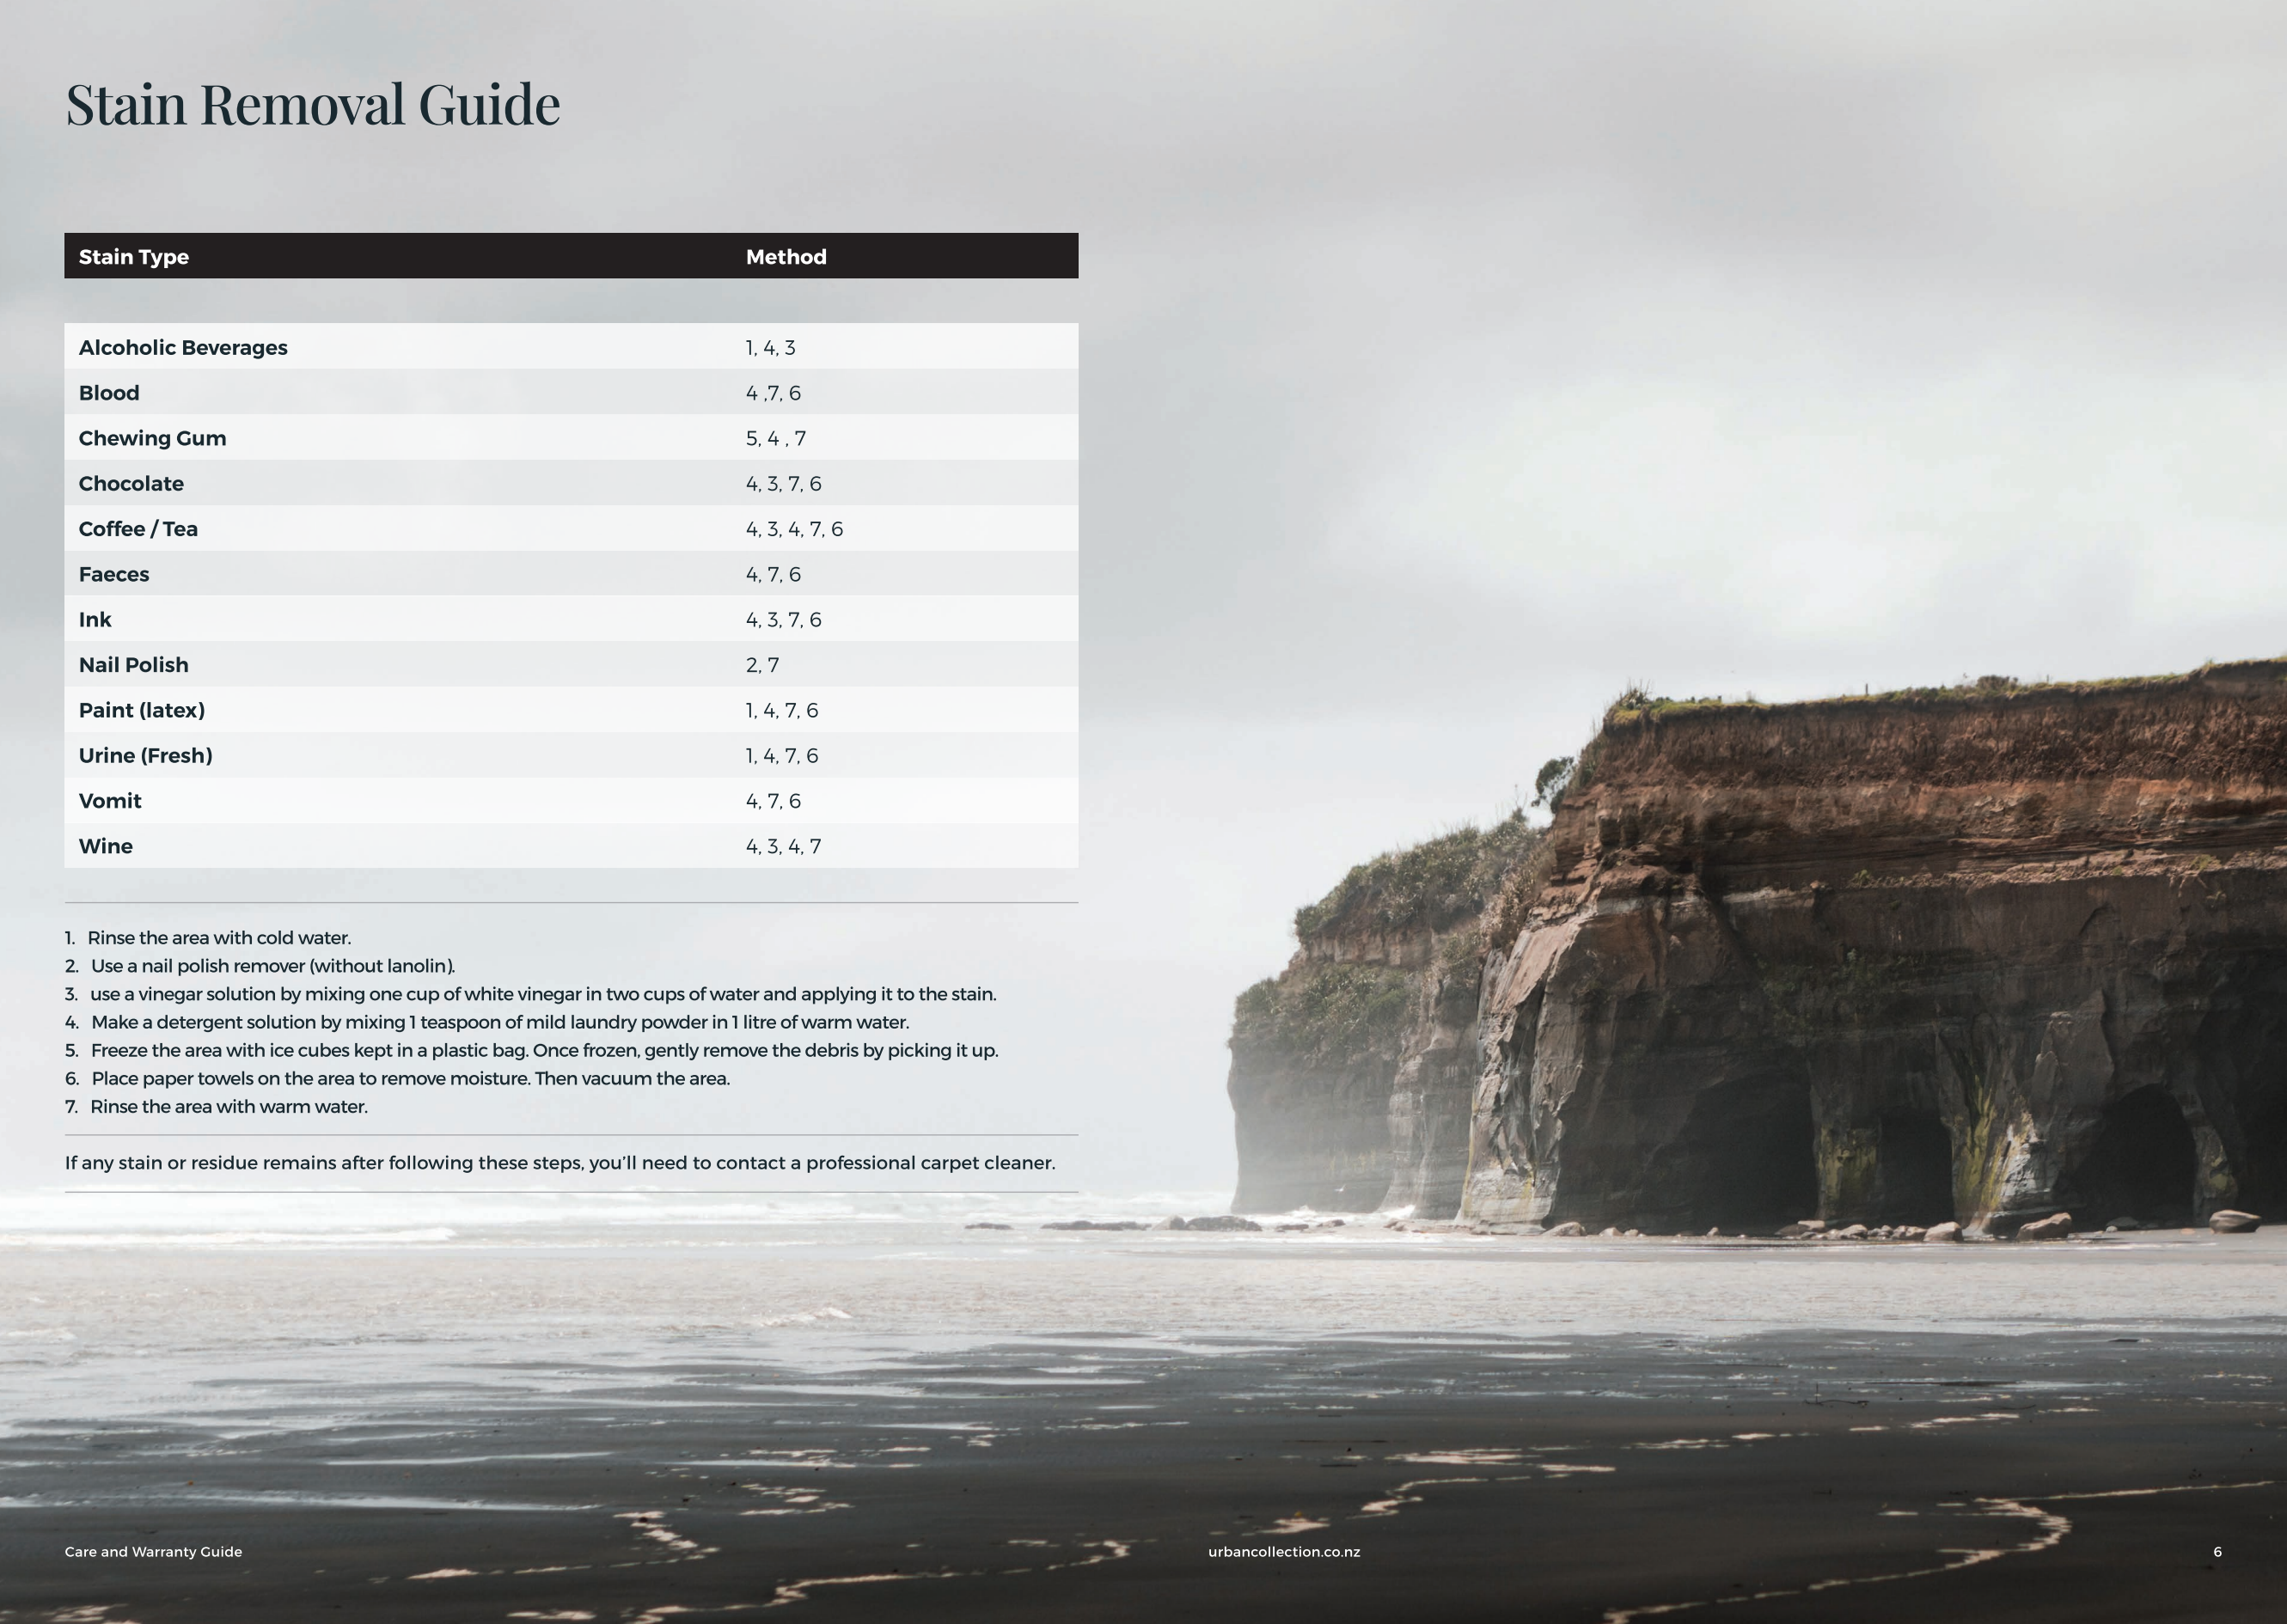 Stain Removal Guide
Stain Type Method
Alcoholic Beverages 1, 4, 3
Blood 4 ,7, 6
Chewing Gum 5, 4 , 7
Chocolate 4, 3, 7, 6
Coffee / Tea 4, 3, 4, 7, 6
Faeces 4, 7, 6
Ink 4, 3, 7, 6
Nail Polish 2, 7
Paint (latex) 1, 4, 7, 6
Urine (Fresh) 1, 4, 7, 6
Vomit 4, 7, 6
Wine 4, 3, 4, 7
1. Rinse the area with cold water.
2. Use a nail polish remover (without lanolin).
3. use a vinegar solution by mixing one cup of white vinegar in two cups of water and applying it to the stain.
4. Make a detergent solution by mixing 1 teaspoon of mild laundry powder in 1 litre of warm water.
5. Freeze the area with ice cubes kept in a plastic bag. Once frozen, gently remove the debris by picking it up.
6. Place paper towels on the area to remove moisture. Then vacuum the area.
7. Rinse the area with warm water.
If any stain or residue remains after following these steps, you'll need to contact a professional carpet cleaner.
Care and Warranty Guide urbancollection.co.nz 6